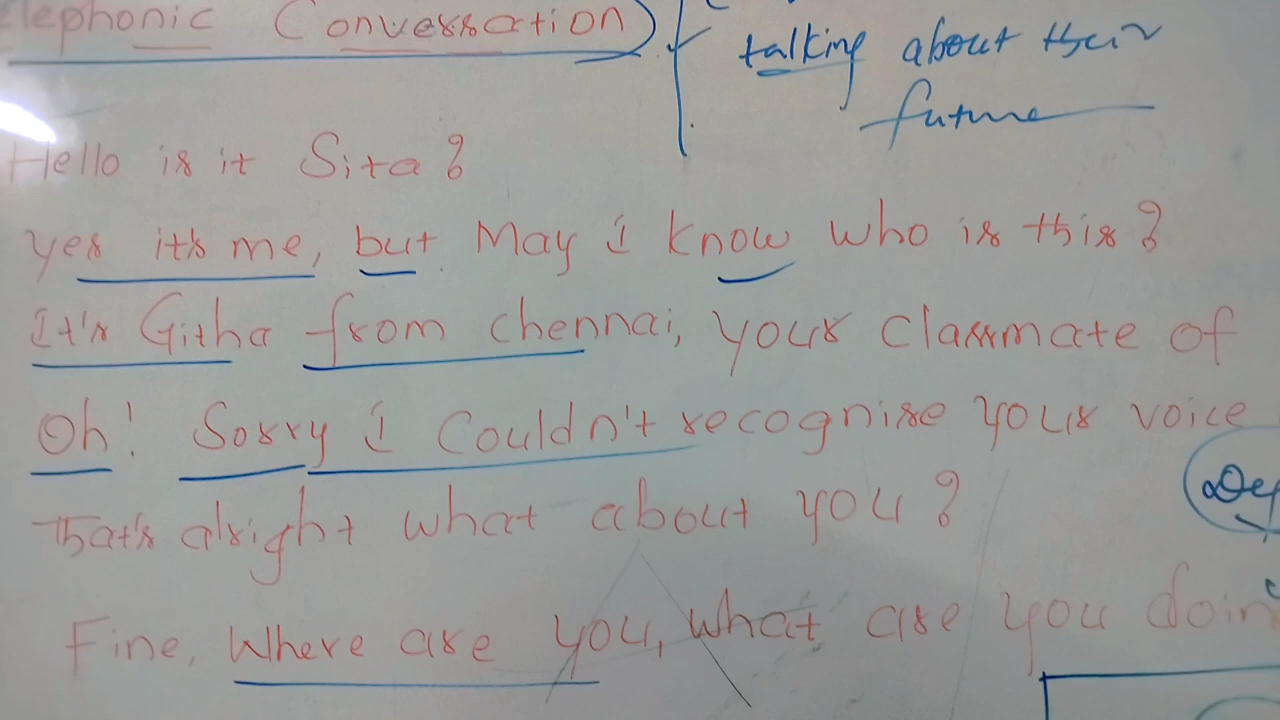 elephonic Conversation)
talking about their
future
Hello is it Sita?
Yes it's me, but May I know who is this?
It's Githa from chennai, your classmate of
Oh! Sorry I couldn't recognise your voice
That's alright what about you?
Fine, Where are you, what are you doin